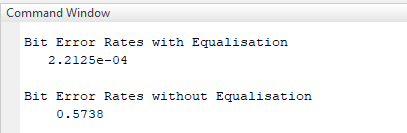 Command Window
Bit Error Rates with Equalisation
2.2125e-04
Bit Error Rates without Equalisation
0.5738